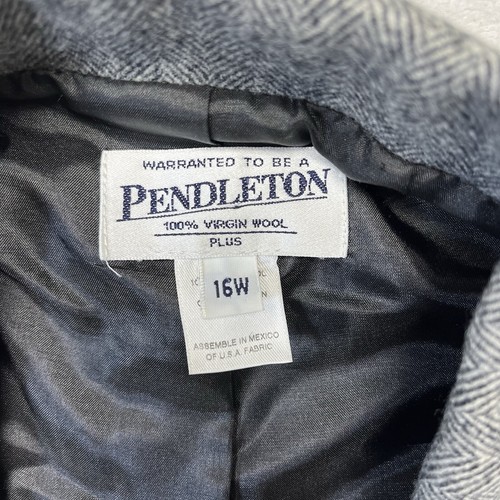 WARRANTED TO BE A
PENDLETON
100% VIRGIN WOOL
PLUS
16W
ASSEMBLE IN MEXICO
OF U.S.A. FABRIC